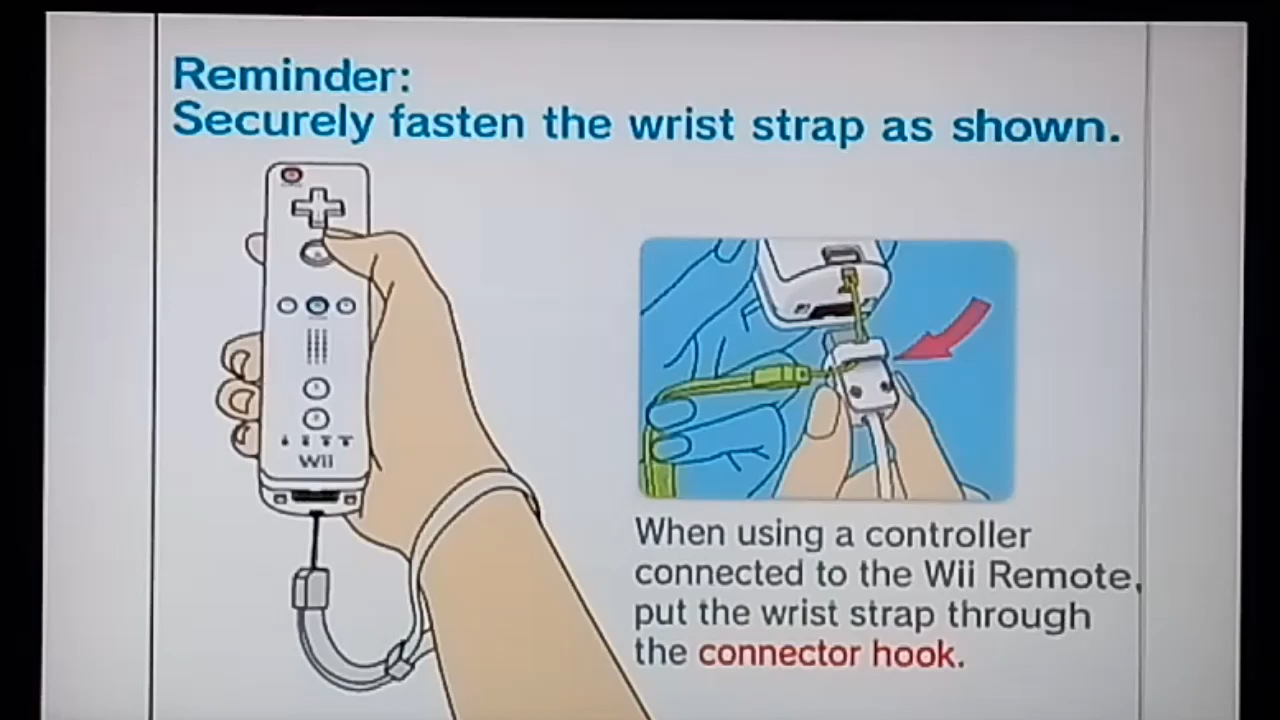 Reminder:
Securely fasten the wrist strap as shown.
Wii
When using a controller
connected to the Wii Remote,
put the wrist strap through
the connector hook.